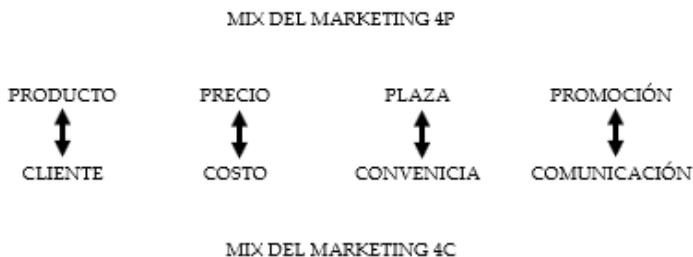 MIX DEL MARKETING 4P
PRODUCTO PRECIO PLAZA PROMOCIÓN
CLIENTE COSTO CONVENICIA COMUNICACIÓN
MIX DEL MARKETING 4C